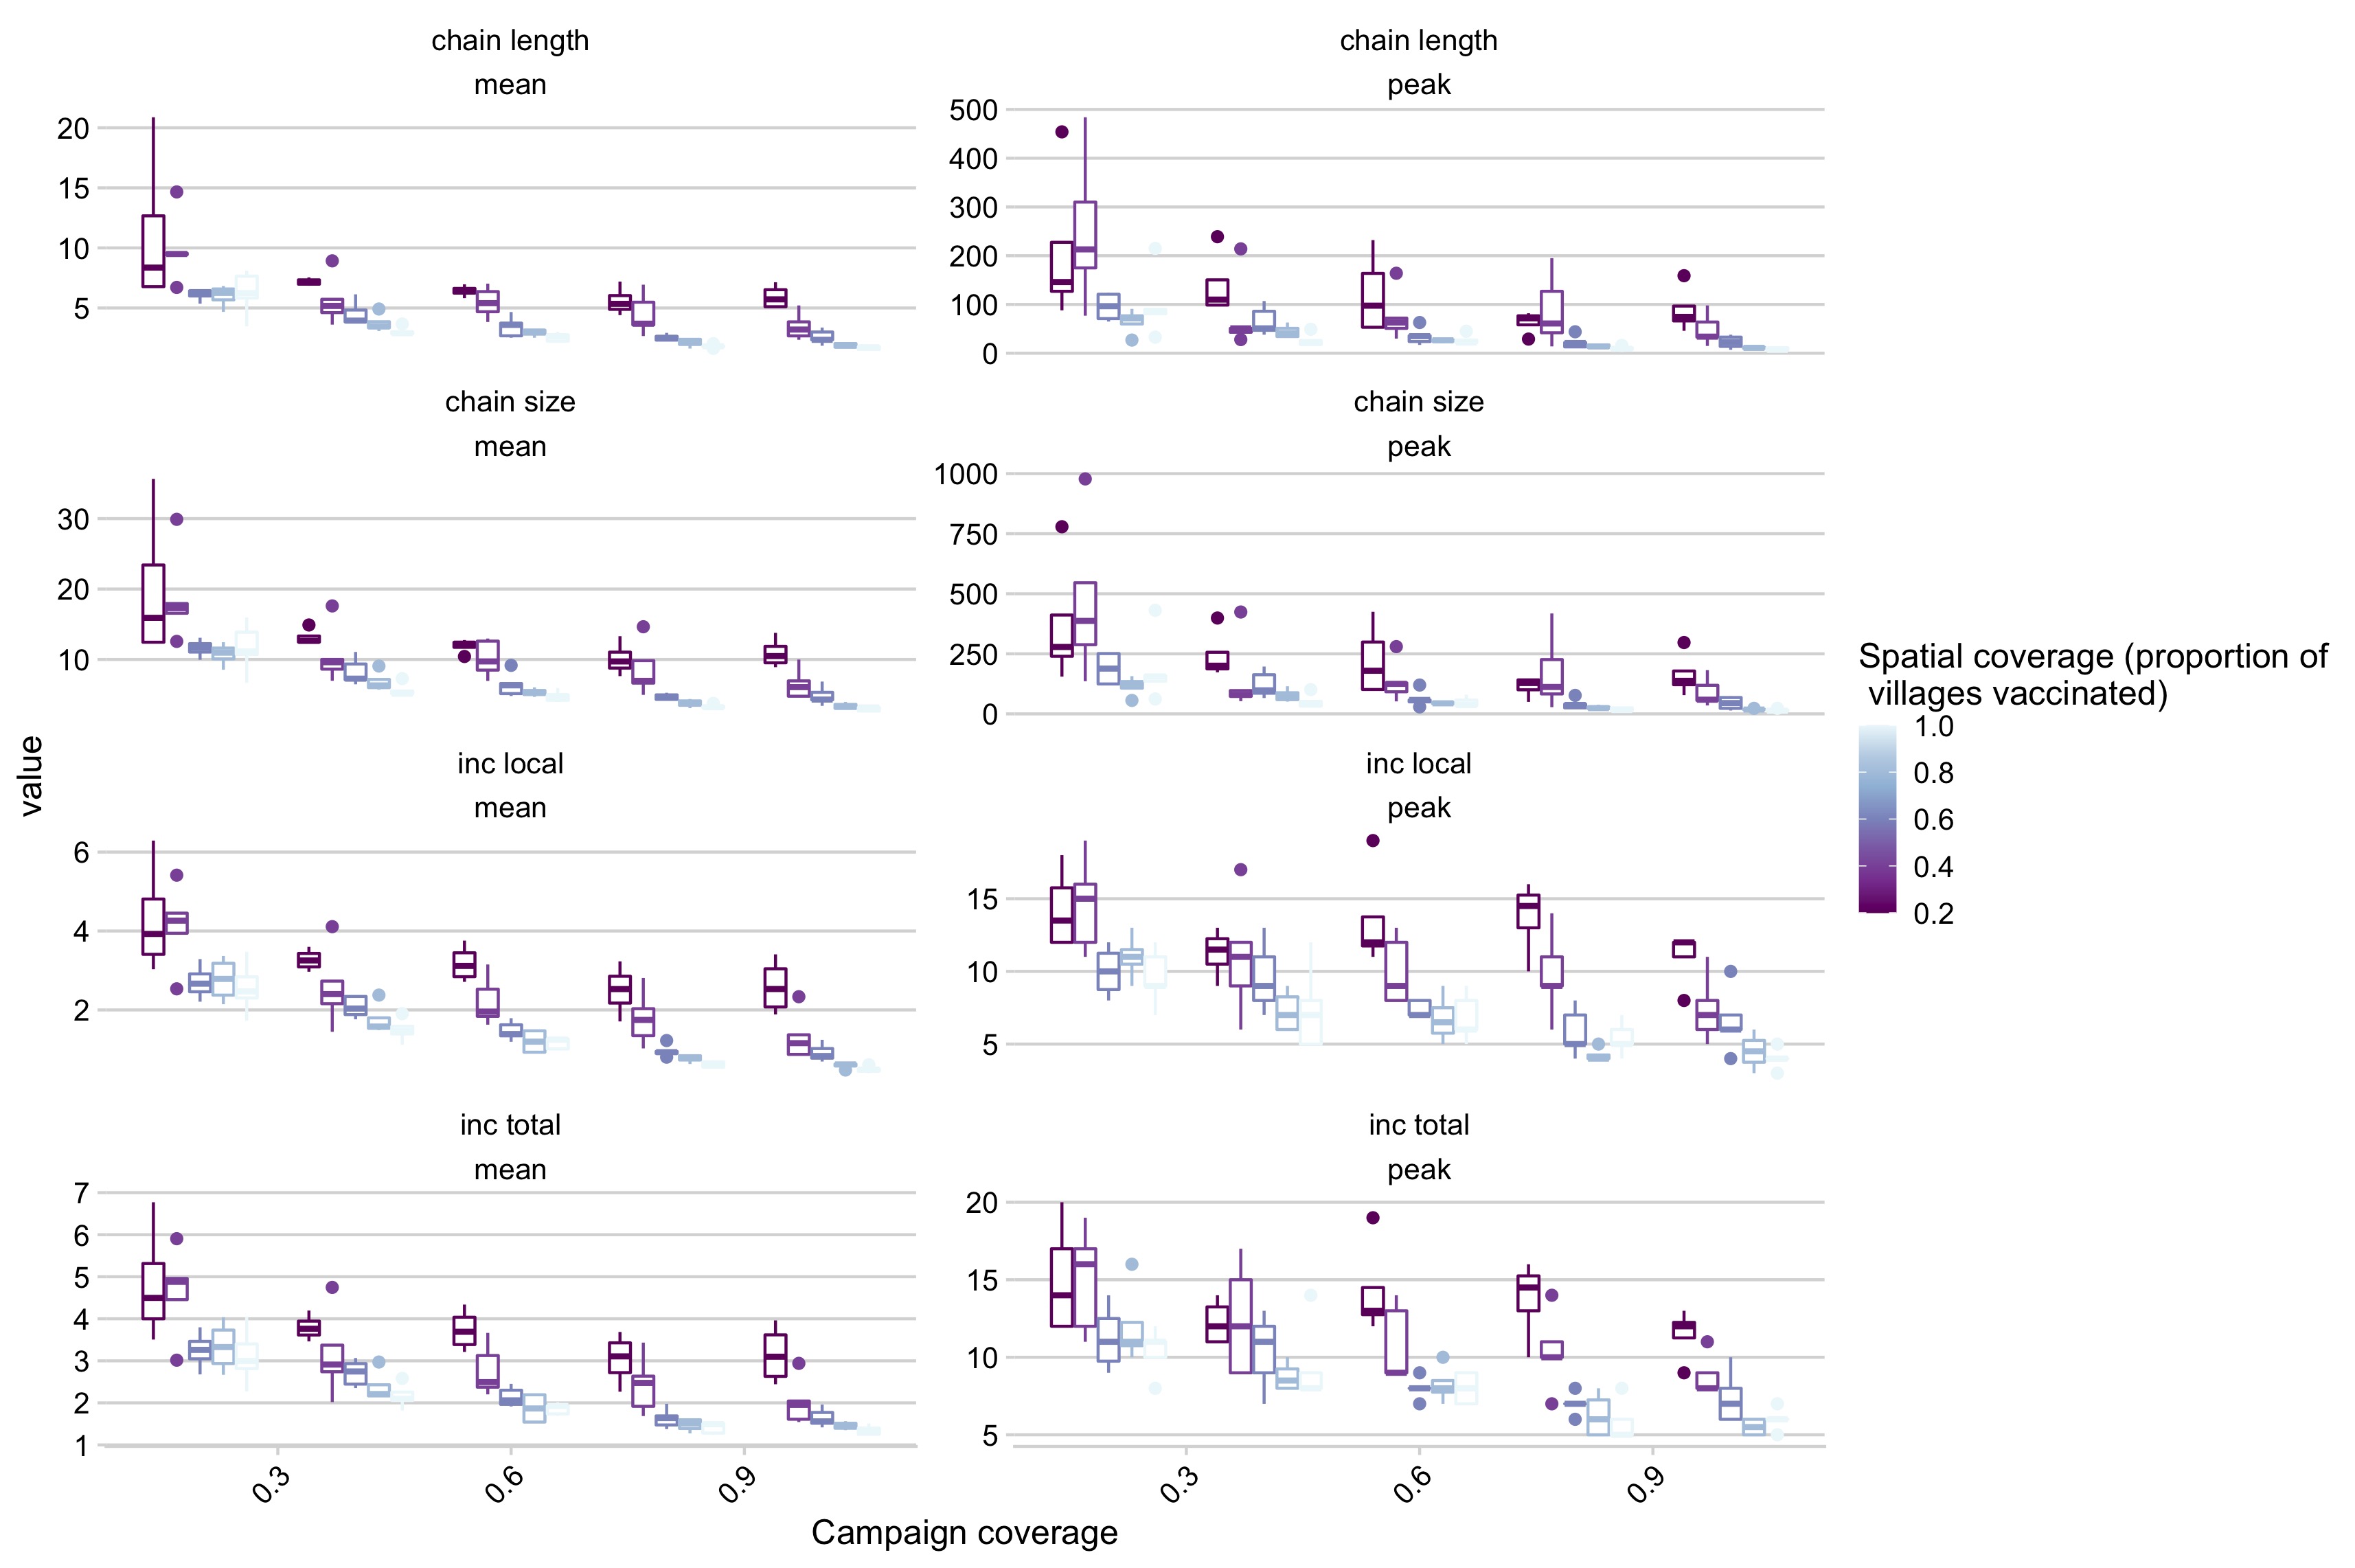 chain length
mean
20
15
10
5
chain length
peak
500
400
300
200
100
0
chain size
mean
30
20
10
chain size
peak
1000
750
500
250
0
inc local
mean
6
4
2
inc local
peak
15
10
5
inc total
mean
7
6
5
4
3
2
1
0.3
0.6
0.9
inc total
peak
20
15
10
5
0.3
0.6
0.9
value
Campaign coverage
Spatial coverage (proportion of
villages vaccinated)
1.0
0.8
0.6
0.4
0.2